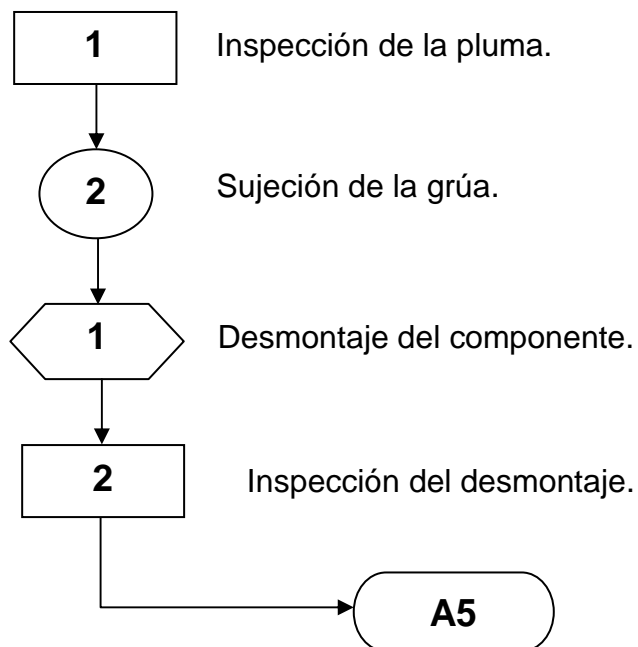 1 Inspección de la pluma.
2 Sujeción de la grúa.
1 Desmontaje del componente.
2 Inspección del desmontaje.
A5